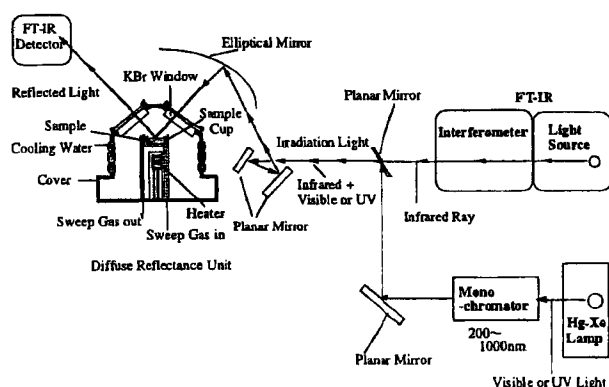 FT-IR
Detector
Elliptical Mirror
KBr Window
Reflected Light
Planar Mirror
FT-IR
Sample
Sample
Cup
Interferometer
Light
Source
Cooling Water
Irradiation Light
Cover
Infrared +
Visible or UV
Infrared Ray
Heater
Sweep Gas out
Planar Mirror
Sweep Gas in
Diffuse Reflectance Unit
Mono
-chromator
Hg-Xe
Lamp
200~
1000nm
Planar Mirror
Visible or UV Light